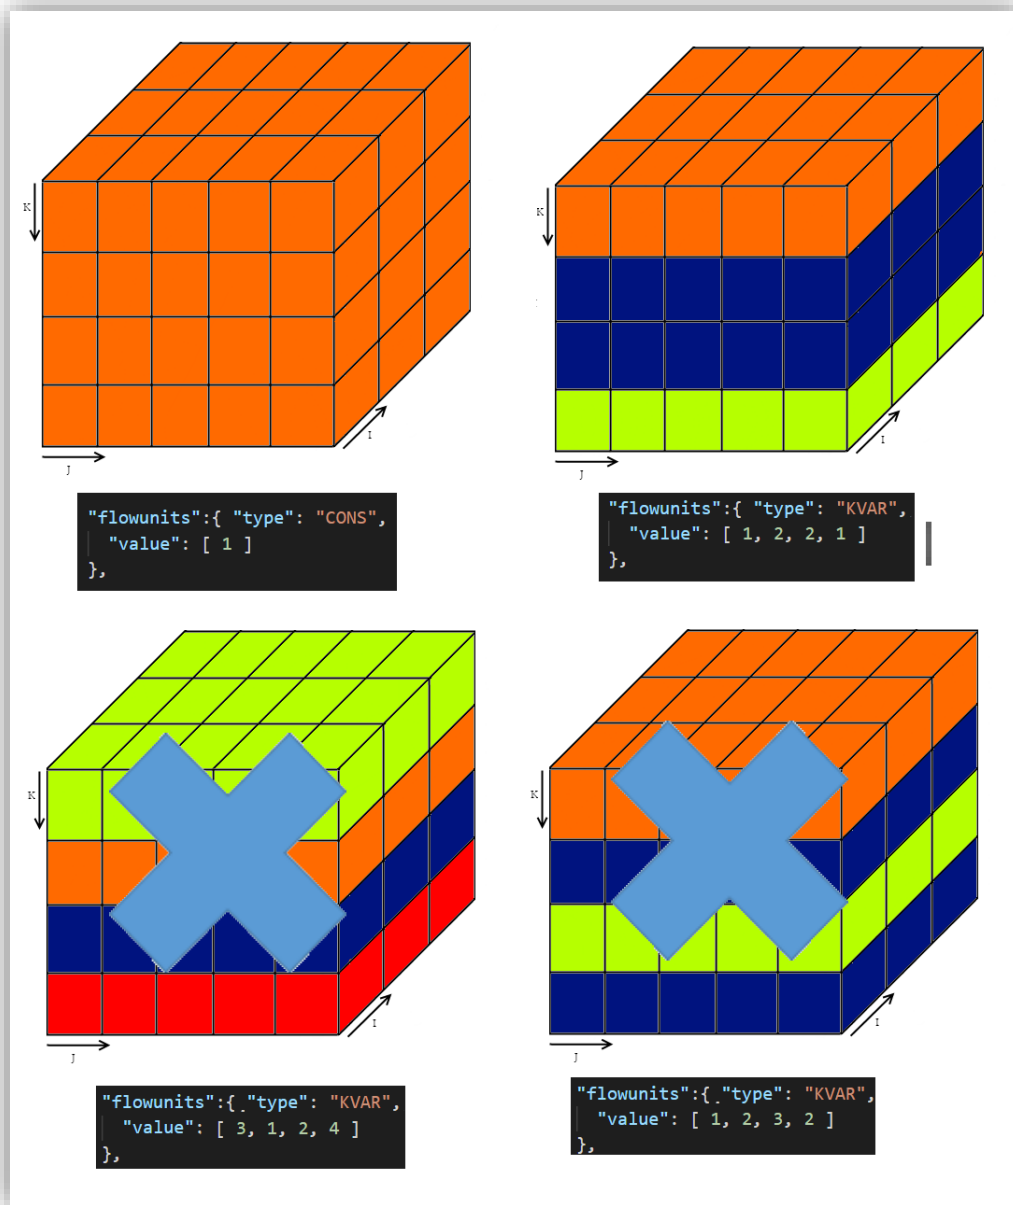 K
I
J
"flowunits":{ "type": "CONS",
"value": [ 1 ]
},
K
I
J
"flowunits":{ "type": "KVAR",
"value": [ 1, 2, 2, 1 ]
},
K
I
J
"flowunits":{ "type": "KVAR",
"value": [ 3, 1, 2, 4 ]
},
K
I
J
"flowunits":{ "type": "KVAR",
"value": [ 1, 2, 3, 2 ]
},